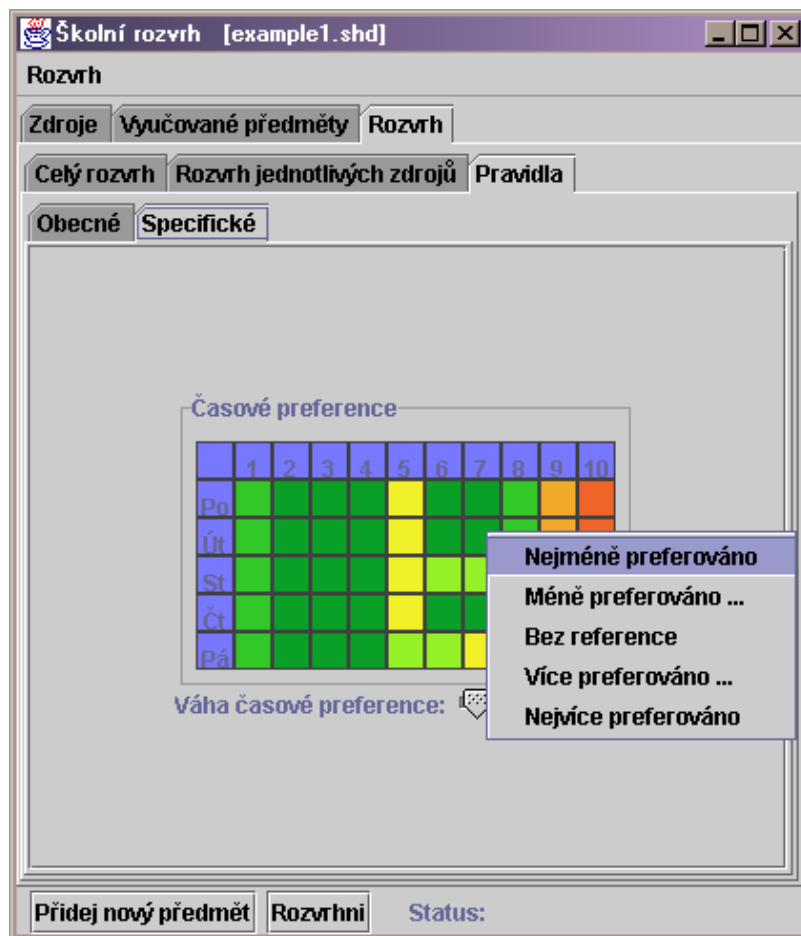 Školní rozvrh [example1.shd]
Rozvrh
Zdroje Vyučované předměty Rozvrh
Celý rozvrh Rozvrh jednotlivých zdrojů Pravidla
Obecné Specifické
Časové preference
1 2 3 4 5 6 7 8 9 10
Po
Út
St
Čt
Pá
Nejméně preferováno
Méně preferováno ...
Bez reference
Více preferováno ...
Nejvíce preferováno
Váha časové preference:
Přidej nový předmět Rozvrhni Status: